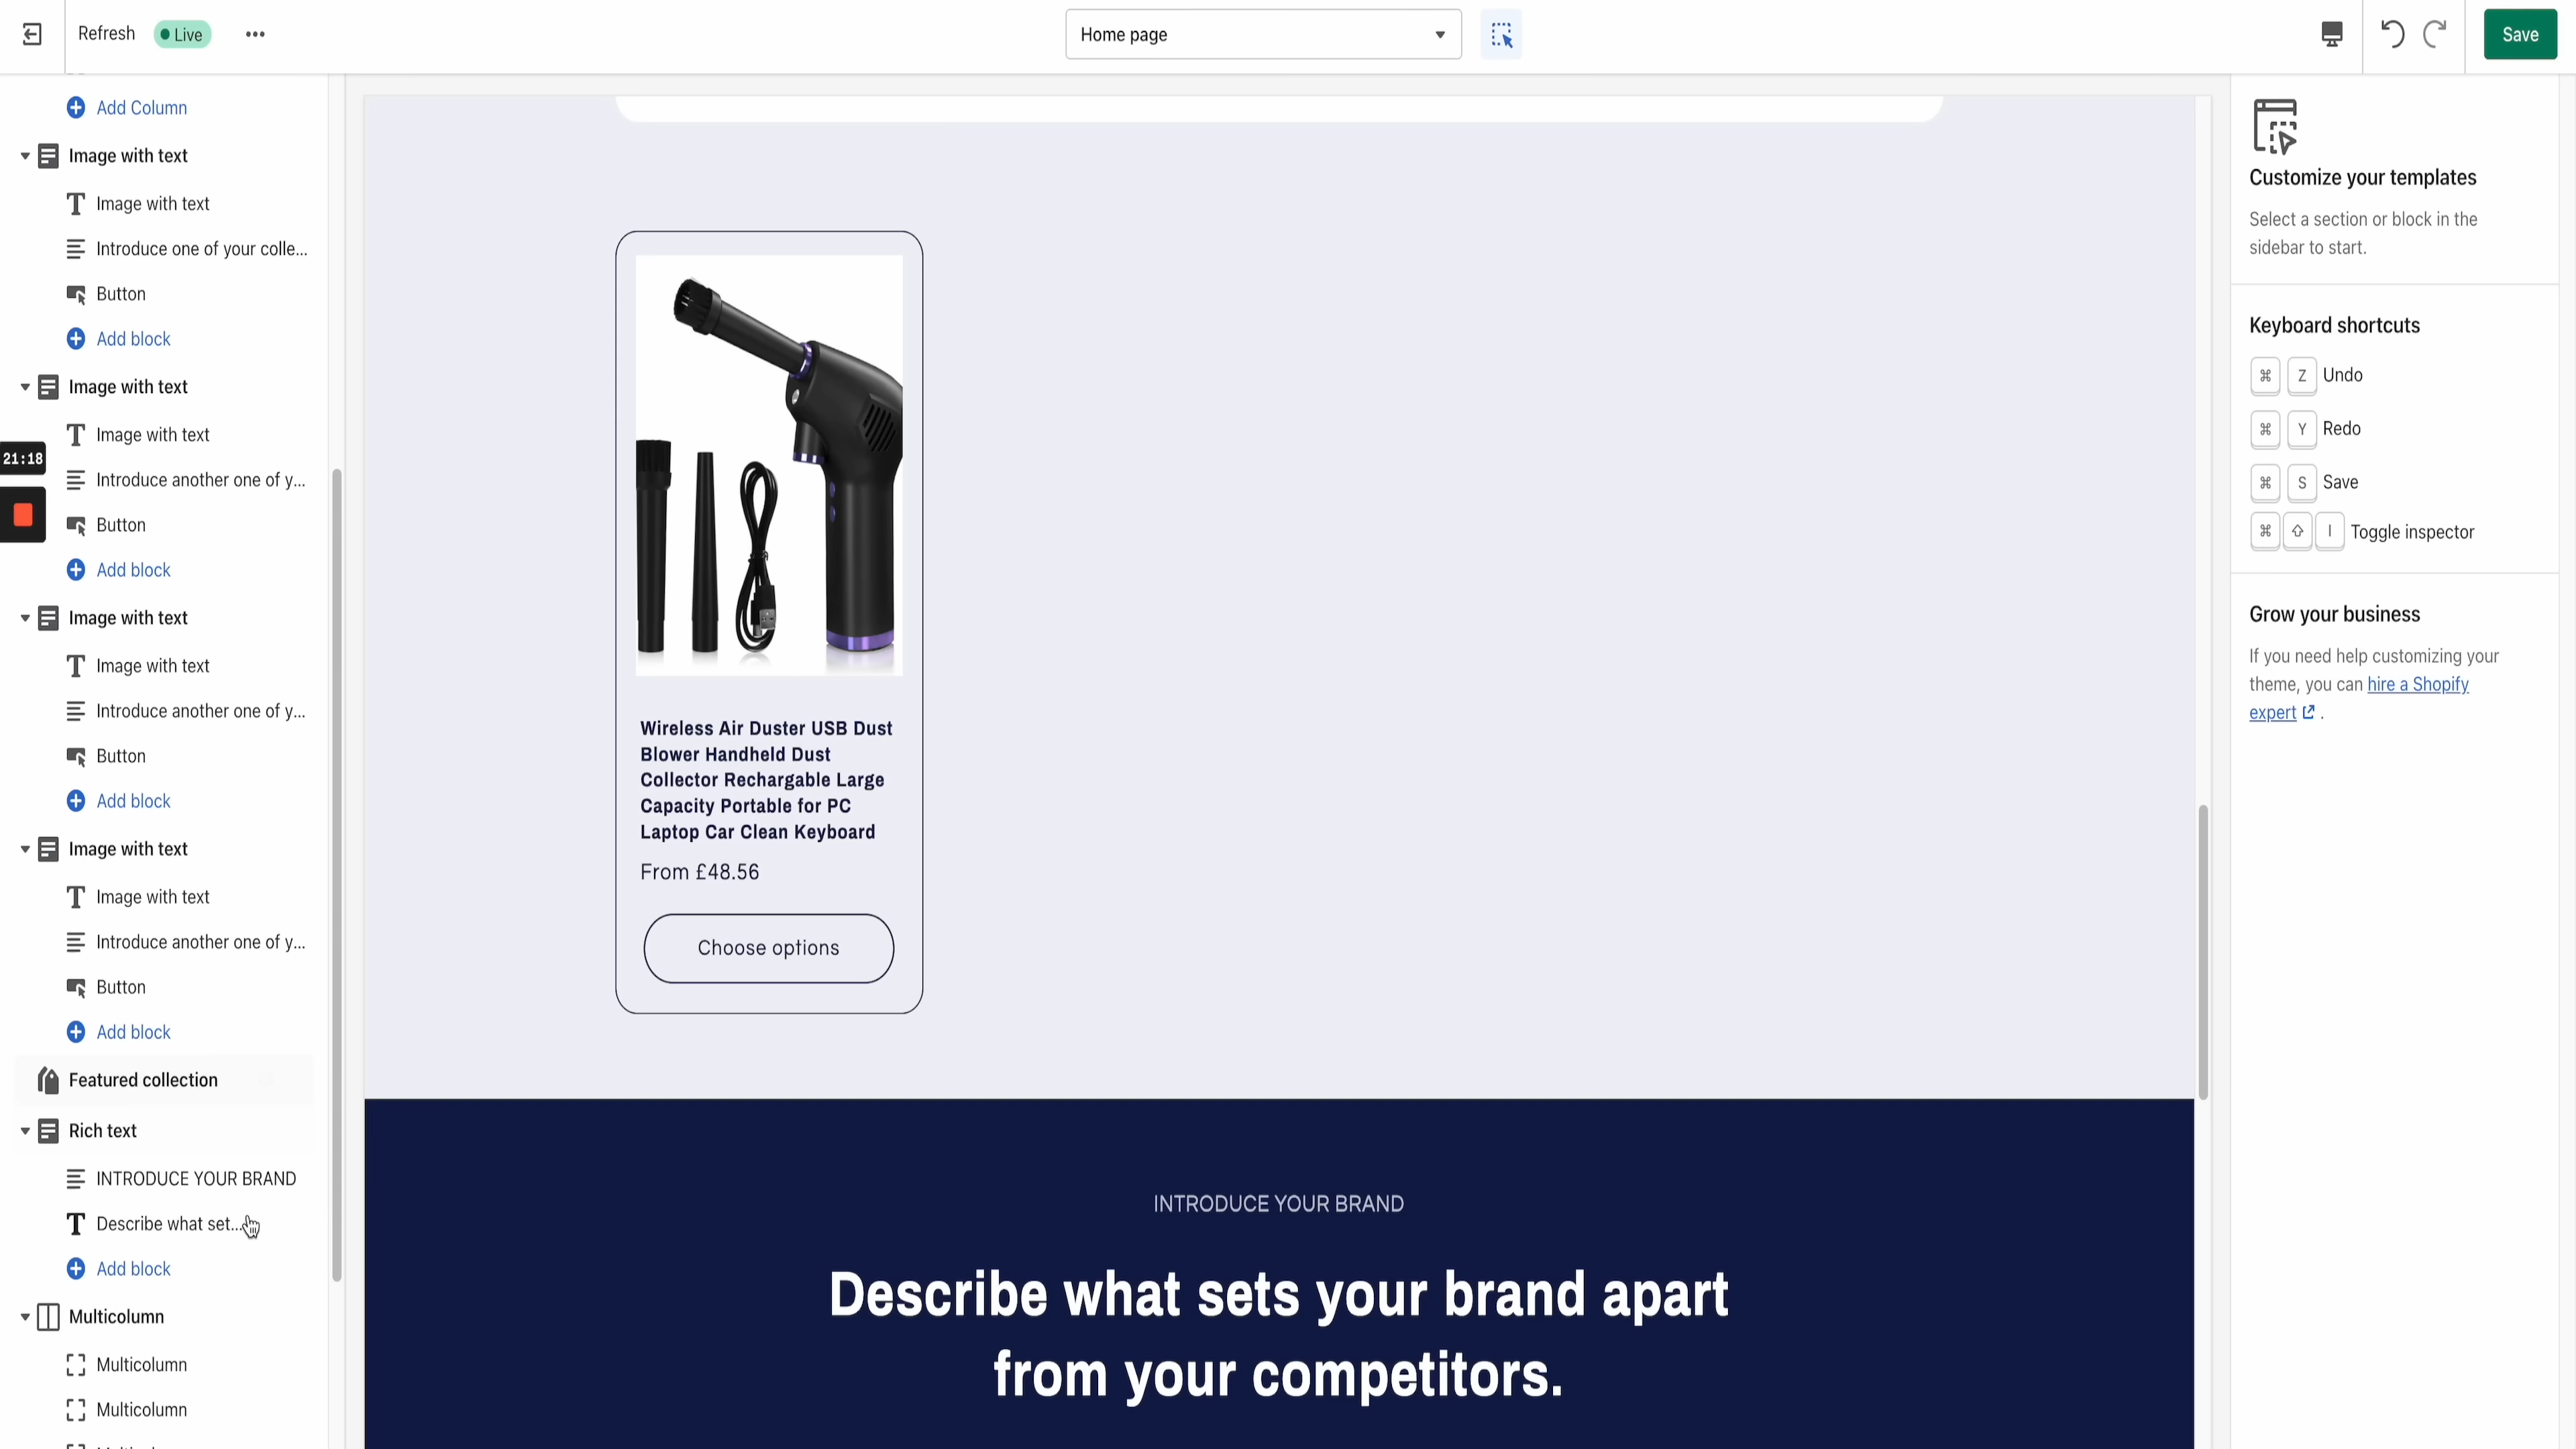 Refresh
Live
Home page
Save
Add Column
Image with text
Image with text
Introduce one of your colle...
Button
Add block
Image with text
Image with text
21:18
Introduce another one of y...
Button
Add block
Image with text
Image with text
Introduce another one of y...
Button
Add block
Image with text
Image with text
Introduce another one of y...
Button
Add block
Featured collection
Rich text
INTRODUCE YOUR BRAND
Describe what set...
Add block
Multicolumn
Multicolumn
Multicolumn
Wireless Air Duster USB Dust
Blower Handheld Dust
Collector Rechargable Large
Capacity Portable for PC
Laptop Car Clean Keyboard
From £48.56
Choose options
INTRODUCE YOUR BRAND
Describe what sets your brand apart
from your competitors.
Customize your templates
Select a section or block in the
sidebar to start.
Keyboard shortcuts
⌘ Z Undo
⌘ Y Redo
⌘ S Save
⌘ ⇧ I Toggle inspector
Grow your business
If you need help customizing your
theme, you can hire a Shopify
expert .